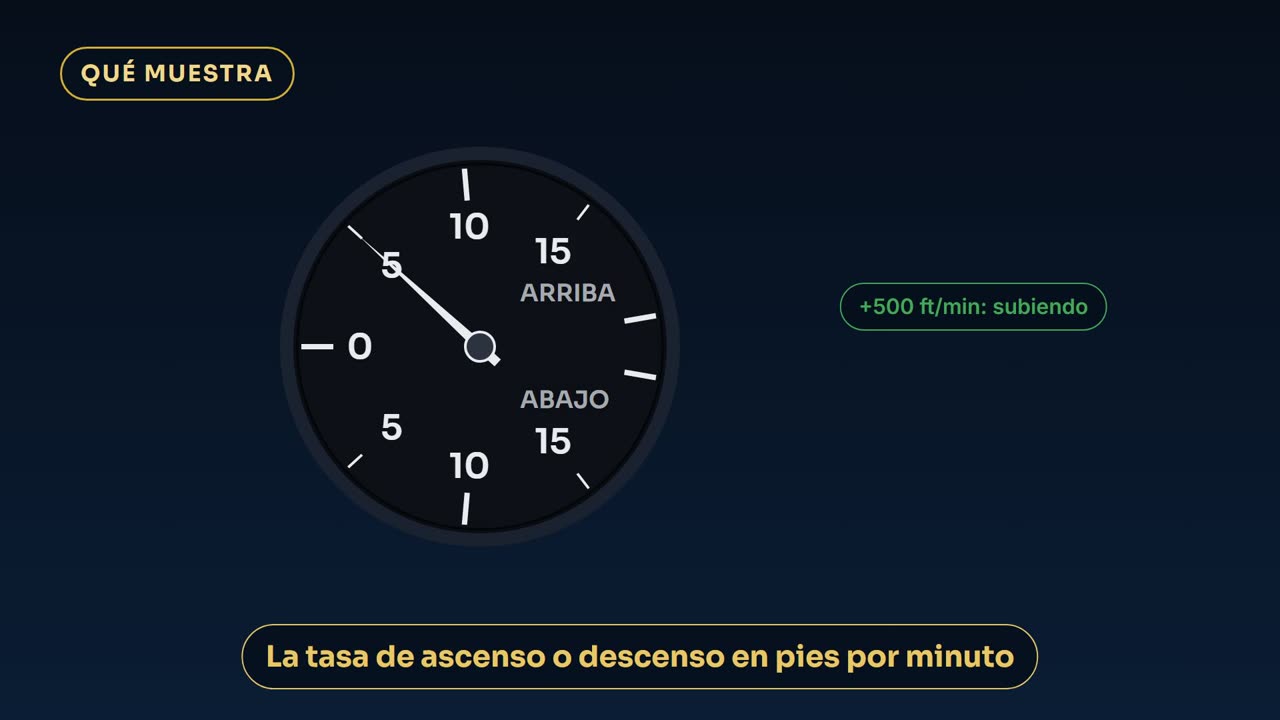 QUÉ MUESTRA
10
15
5
ARRIBA
+500 ft/min: subiendo
0
ABAJO
5
15
10
La tasa de ascenso o descenso en pies por minuto